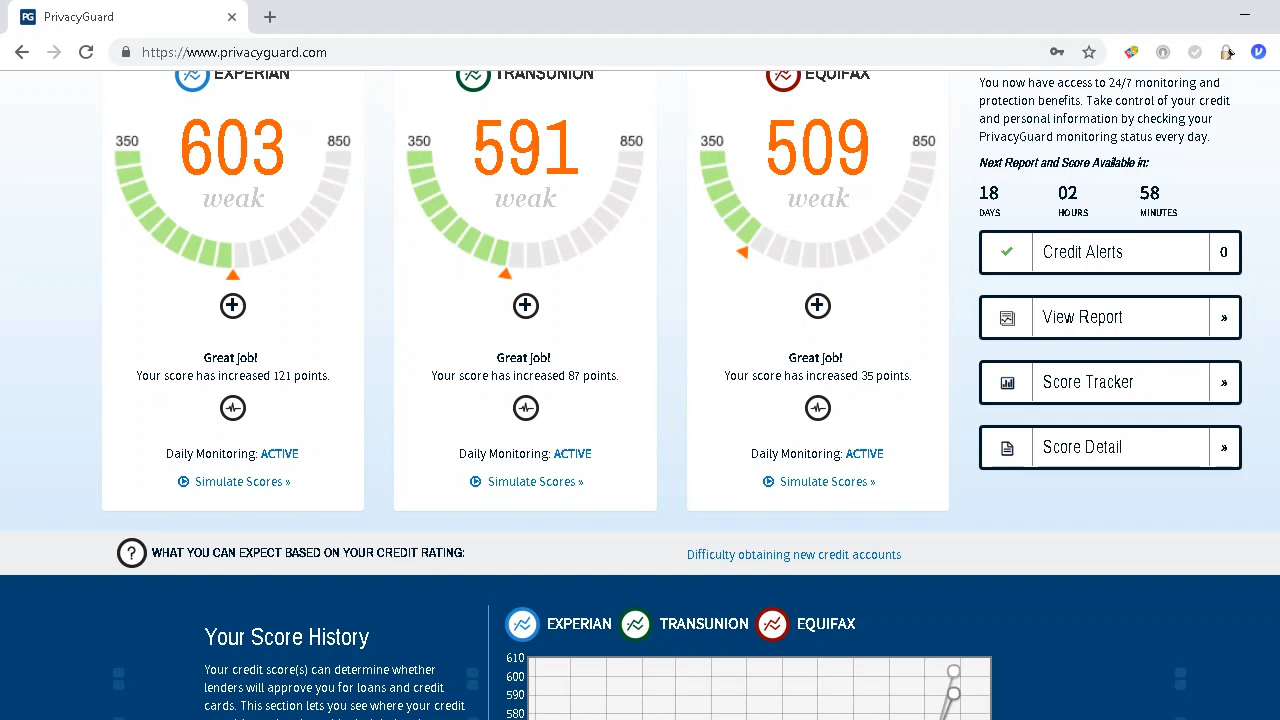 PG PrivacyGuard
https://www.privacyguard.com
EXPERIAN
350 603 850
weak
Great Job!
Your score has increased 121 points.
Daily Monitoring: ACTIVE
Simulate Scores »
TRANSUNION
350 591 850
weak
Great Job!
Your score has increased 87 points.
Daily Monitoring: ACTIVE
Simulate Scores »
EQUIFAX
350 509 850
weak
Great Job!
Your score has increased 35 points.
Daily Monitoring: ACTIVE
Simulate Scores »
You now have access to 24/7 monitoring and
protection benefits. Take control of your credit
and personal information by checking your
PrivacyGuard monitoring status every day.
Next Report and Score Available in:
18 02 58
DAYS HOURS MINUTES
Credit Alerts 0
View Report »
Score Tracker »
Score Detail »
? WHAT YOU CAN EXPECT BASED ON YOUR CREDIT RATING:
Difficulty obtaining new credit accounts
Your Score History
Your credit score(s) can determine whether
lenders will approve you for loans and credit
cards. This section lets you see where your credit
EXPERIAN TRANSUNION EQUIFAX
610
600
590
580